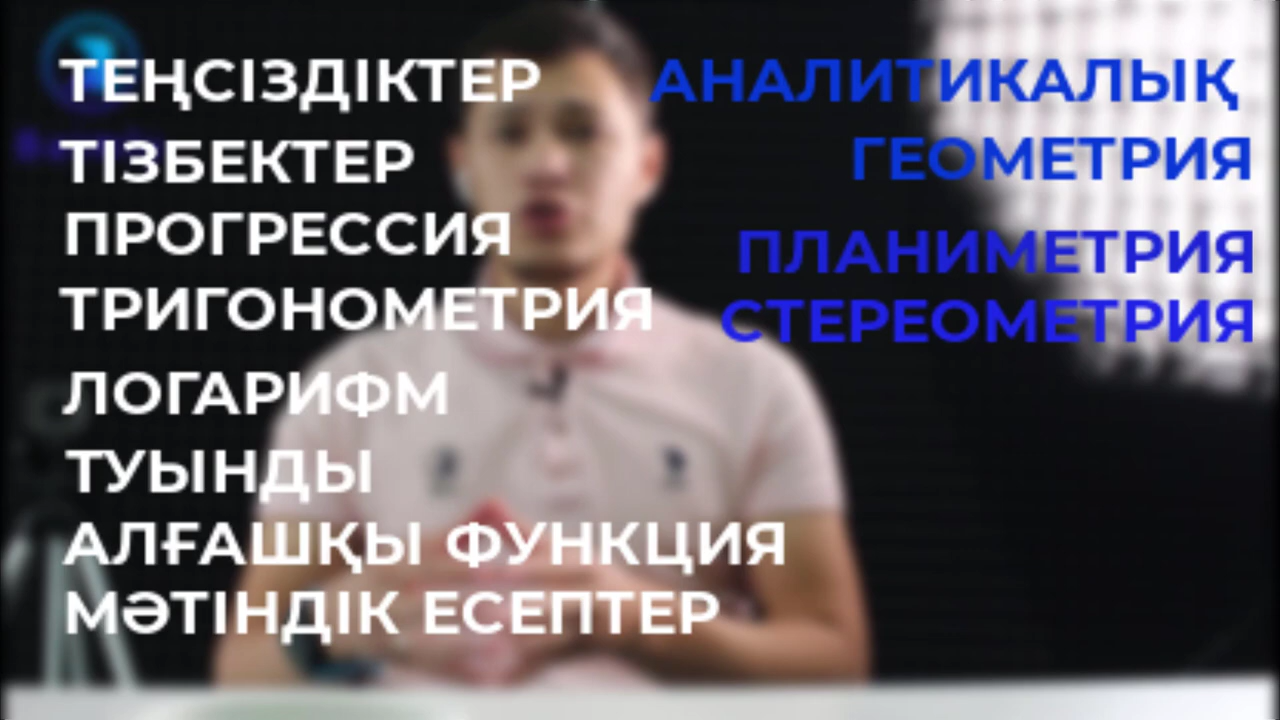 ТЕҢСІЗДІКТЕР
ТІЗБЕКТЕР
ПРОГРЕССИЯ
ТРИГОНОМЕТРИЯ
ЛОГАРИФМ
ТУЫНДЫ
АЛҒАШҚЫ ФУНКЦИЯ
МӘТІНДІК ЕСЕПТЕР
АНАЛИТИКАЛЫҚ
ГЕОМЕТРИЯ
ПЛАНИМЕТРИЯ
СТЕРЕОМЕТРИЯ